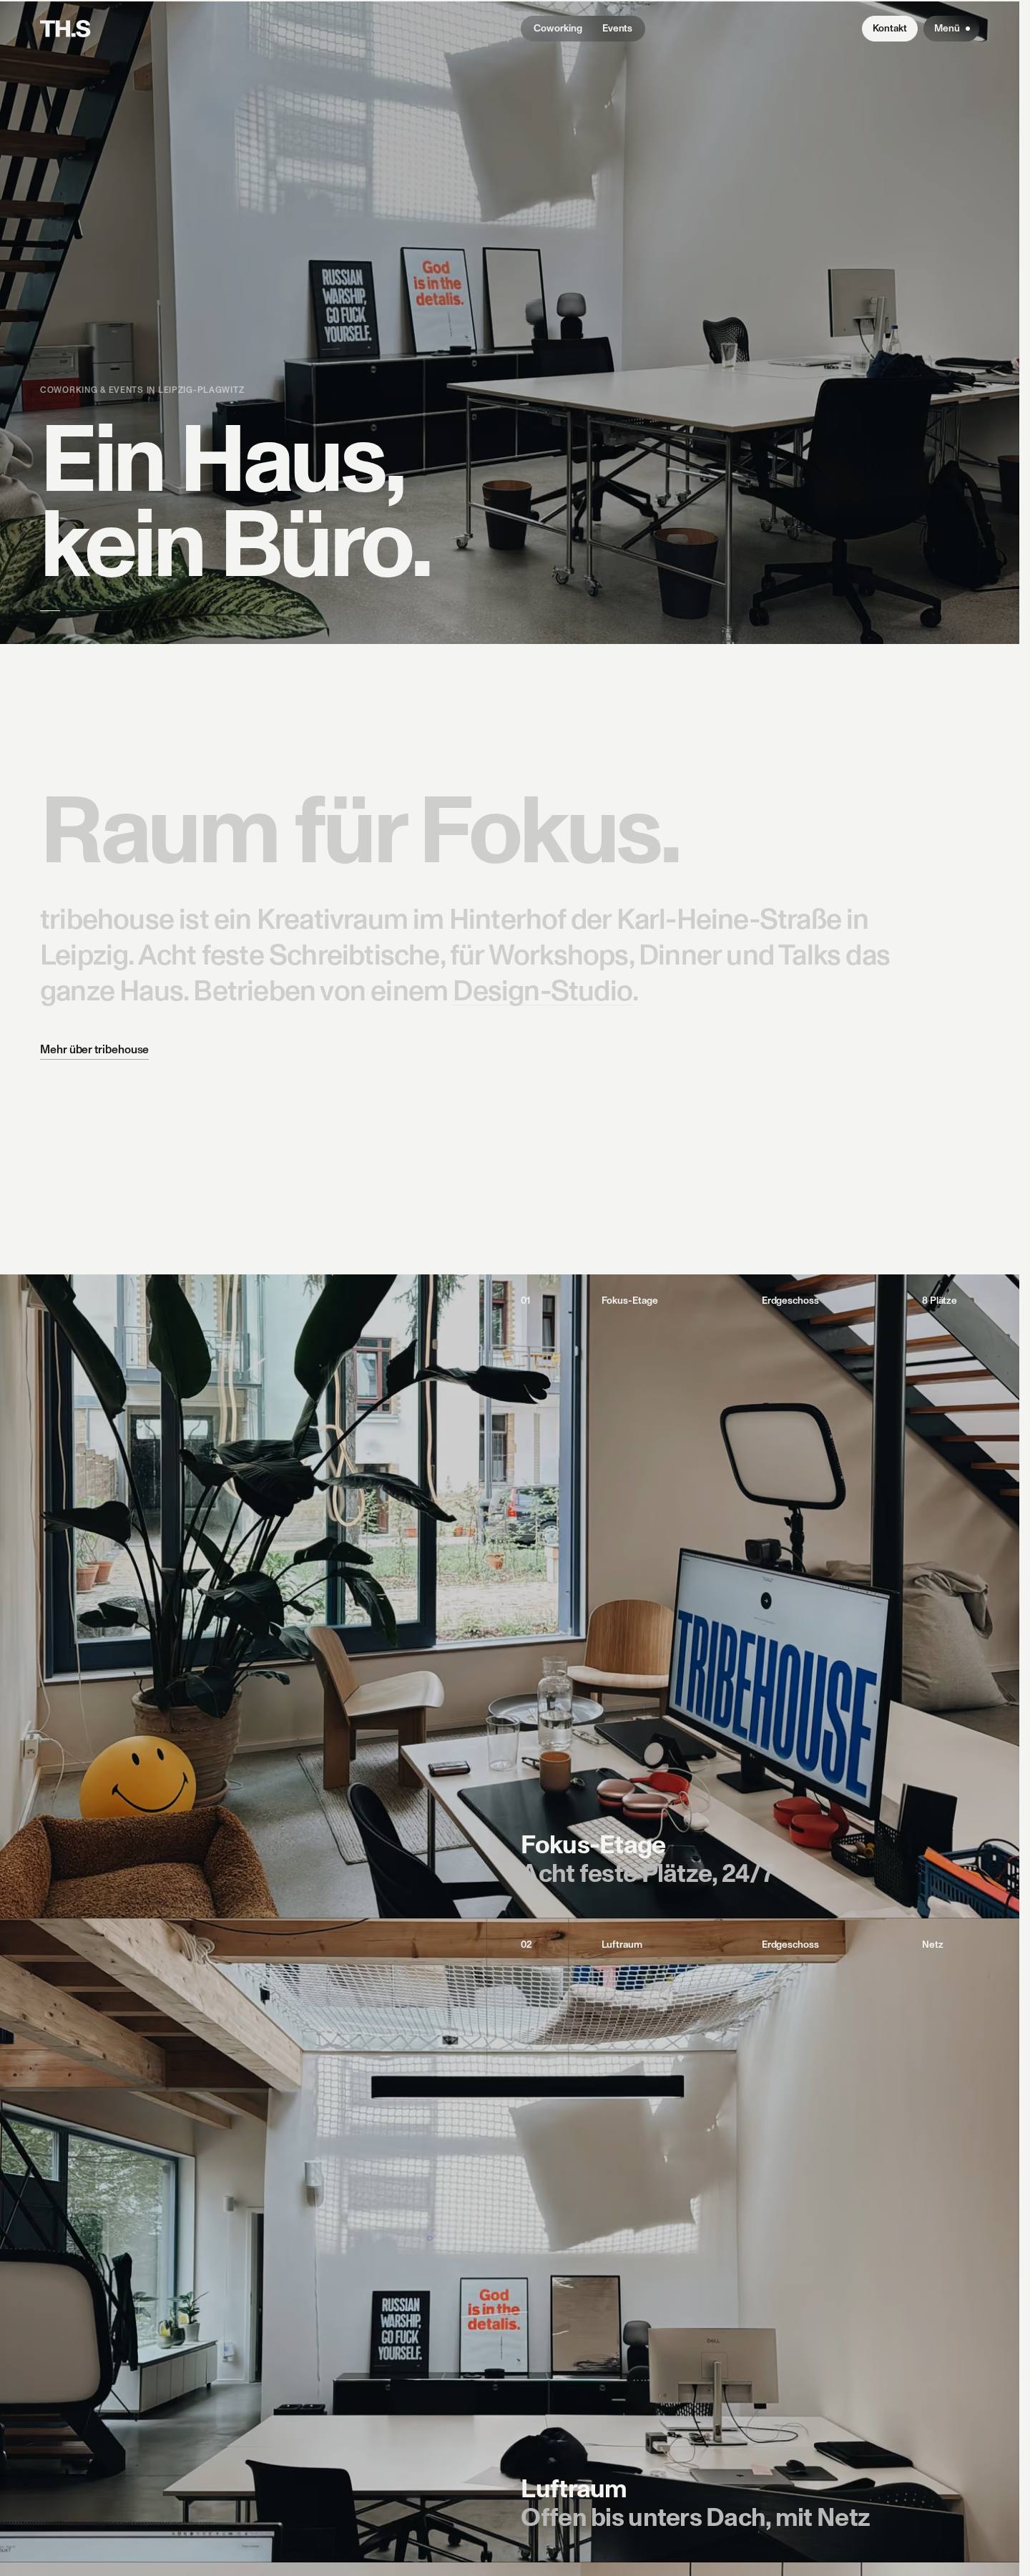 TH.S
Coworking Events
Kontakt Menü
RUSSIAN
WARSHIP,
GO FUCK
YOURSELF.
God
is in the
detalis.
COWORKING & EVENTS IN LEIPZIG-PLAGWITZ
Ein Haus,
kein Büro.
Raum für Fokus.
tribehouse ist ein Kreativraum im Hinterhof der Karl-Heine-Straße in
Leipzig. Acht feste Schreibtische, für Workshops, Dinner und Talks das
ganze Haus. Betrieben von einem Design-Studio.
Mehr über tribehouse
01 Fokus-Etage Erdgeschoss 8 Plätze
TRIBEHOUSE
Fokus-Etage
Acht feste Plätze, 24/7
02 Luftraum Erdgeschoss Netz
RUSSIAN
WARSHIP,
GO FUCK
YOURSELF.
God
is in the
detalis.
DELL
Luftraum
Offen bis unters Dach, mit Netz